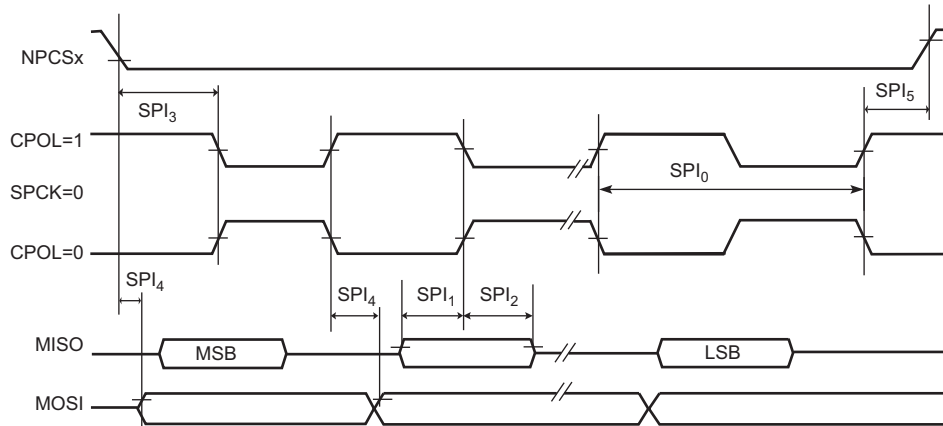 NPCSx
SPI₃
SPI₅
CPOL=1
SPCK=0
SPI₀
CPOL=0
SPI₄
SPI₄
SPI₁
SPI₂
MISO
MSB
LSB
MOSI